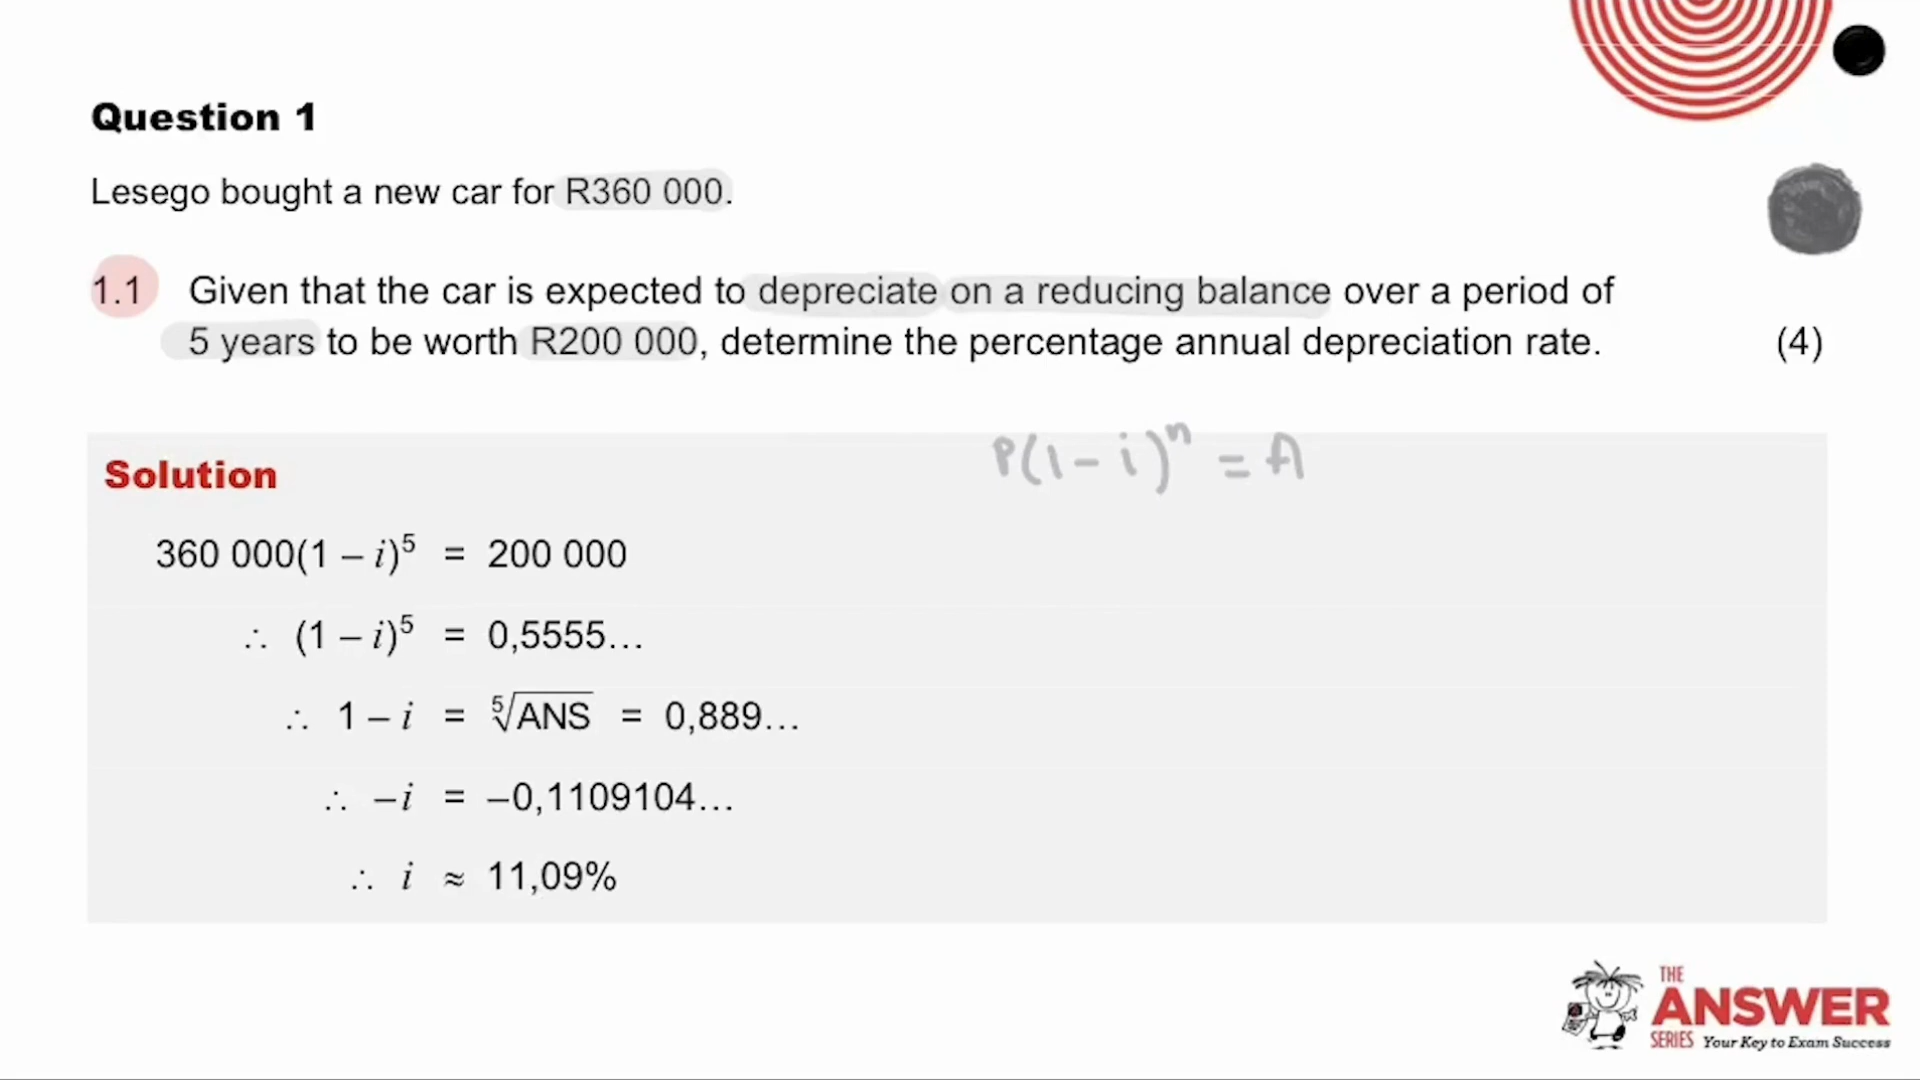 Question 1
Lesego bought a new car for R360 000.
1.1 Given that the car is expected to depreciate on a reducing balance over a period of
5 years to be worth R200 000, determine the percentage annual depreciation rate. (4)
P(1 – i)ⁿ = A
Solution
360 000(1 – i)⁵ = 200 000
∴ (1 – i)⁵ = 0,5555…
∴ 1 – i = ⁵√ANS = 0,889…
∴ –i = –0,1109104…
∴ i ≈ 11,09%
THE
ANSWER
SERIES Your Key to Exam Success